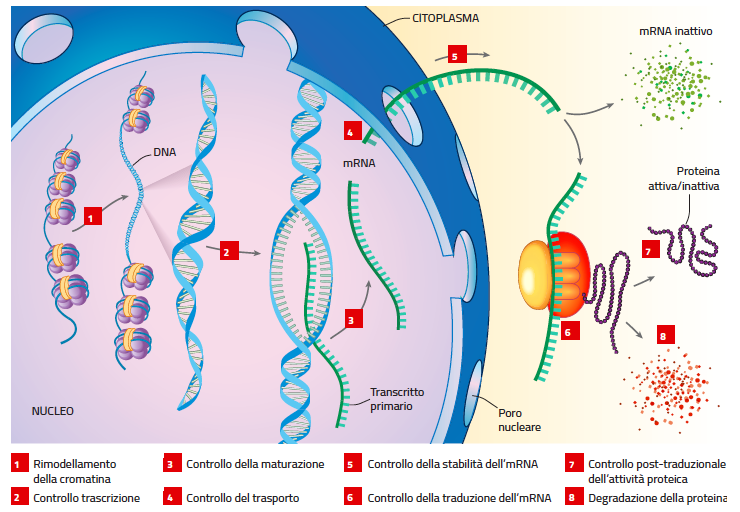 CITOPLASMA
mRNA inattivo
5
4
mRNA
DNA
Proteina
attiva/inattiva
1
2
7
3
6
8
Transcritto
primario
NUCLEO
Poro
nucleare
1 Rimodellamento
della cromatina
2 Controllo trascrizione
3 Controllo della maturazione
4 Controllo del trasporto
5 Controllo della stabilità dell'mRNA
6 Controllo della traduzione dell'mRNA
7 Controllo post-traduzionale
dell'attività proteica
8 Degradazione della proteina